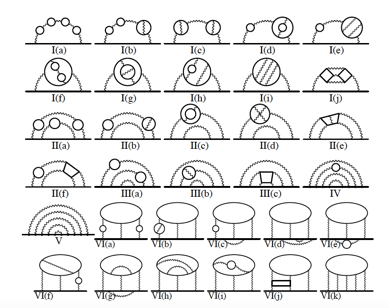 I(a) I(b) I(c) I(d) I(e)
I(f) I(g) I(h) I(i) I(j)
II(a) II(b) II(c) II(d) II(e)
II(f) III(a) III(b) III(c) IV
V VI(a) VI(b) VI(c) VI(d) VI(e)
VI(f) VI(g) VI(h) VI(i) VI(j) VI(k)